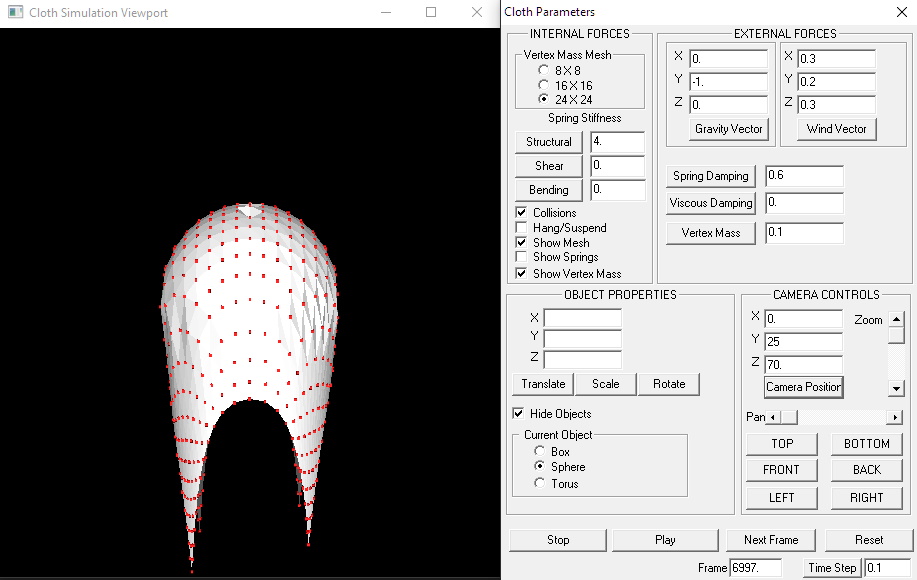 Cloth Simulation Viewport
Cloth Parameters
INTERNAL FORCES
Vertex Mass Mesh
8 X 8
16 X 16
24 X 24
Spring Stiffness
Structural 4.
Shear 0.
Bending 0.
Collisions
Hang/Suspend
Show Mesh
Show Springs
Show Vertex Mass
EXTERNAL FORCES
X 0.
Y -1.
Z 0.
Gravity Vector
X 0.3
Y 0.2
Z 0.3
Wind Vector
Spring Damping 0.6
Viscous Damping 0.
Vertex Mass 0.1
OBJECT PROPERTIES
X
Y
Z
Translate Scale Rotate
Hide Objects
Current Object
Box
Sphere
Torus
CAMERA CONTROLS
X 0.
Y 25
Z 70.
Zoom
Camera Position
Pan
TOP BOTTOM
FRONT BACK
LEFT RIGHT
Stop Play Next Frame Reset
Frame 6997. Time Step 0.1